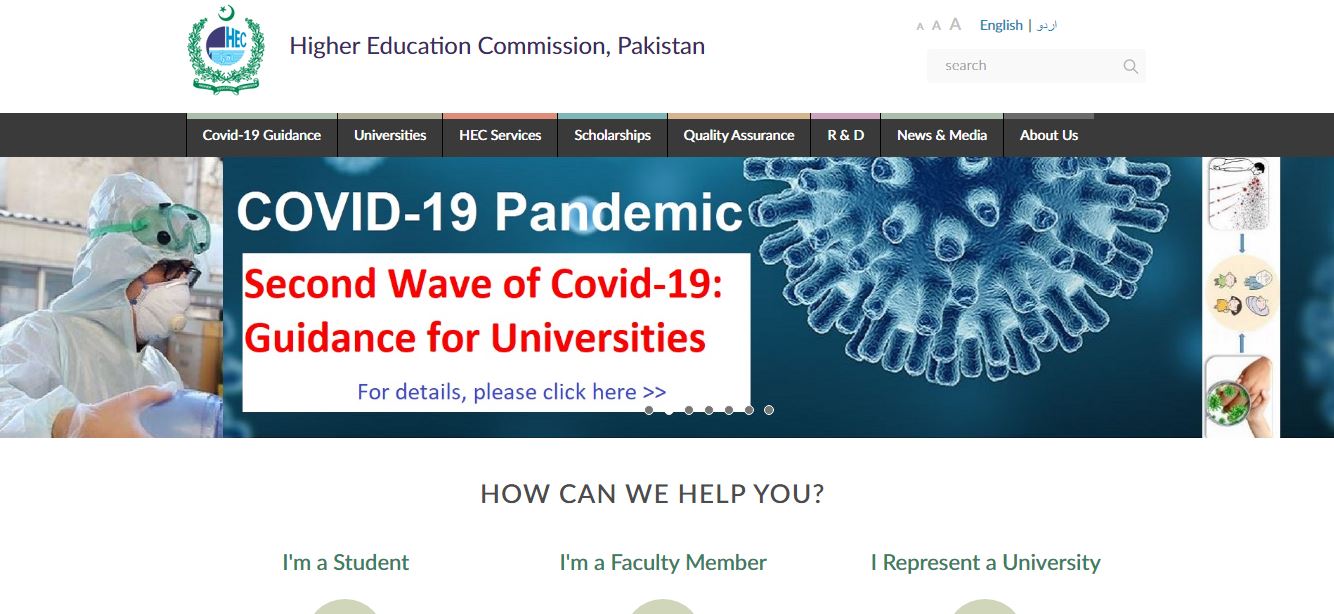 HEC
Higher Education Commission, Pakistan
A A A English | اردو
search
Covid-19 Guidance Universities HEC Services Scholarships Quality Assurance R & D News & Media About Us
COVID-19 Pandemic
Second Wave of Covid-19:
Guidance for Universities
For details, please click here >>
HOW CAN WE HELP YOU?
I'm a Student I'm a Faculty Member I Represent a University